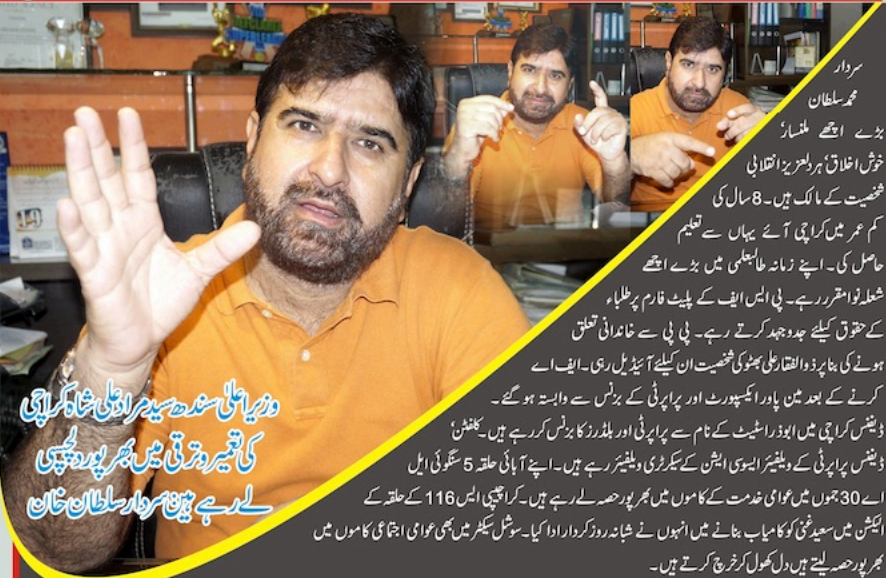 سردار
محمد سلطان
بڑے اچھے ملنسار‘
خوش اخلاق‘ ہردلعزیز انقلابی
شخصیت کے مالک ہیں۔ 8 سال کی
کم عمر میں کراچی آئے یہاں سے تعلیم
حاصل کی۔ اپنے زمانہ طالبعلمی میں بڑے اچھے
شعلہ نوا مقرر رہے۔ پی ایس ایف کے پلیٹ فارم پر طلباء
کے حقوق کیلئے جدوجہد کرتے رہے۔ پی پی سے خاندانی تعلق
ہونے کی بنا پر ذوالفقار علی بھٹو کی شخصیت ان کیلئے آئیڈیل رہی۔ ایف اے
کرنے کے بعد مین پاور ایکسپورٹ اور پراپرٹی کے بزنس سے وابستہ ہوگئے۔
ڈیفنس کراچی میں ابوذر اسٹیٹ کے نام سے پراپرٹی اور بلڈرز کا بزنس کررہے ہیں۔ کلفٹن‘
ڈیفنس پراپرٹی کے ویلفیئر ایسوسی ایشن کے سیکرٹری ویلفیئر رہے ہیں۔ اپنے آبائی حلقہ 5 سنگوئی ایل
اے 30 جموں میں عوامی خدمت کے کاموں میں بھرپور حصہ لے رہے ہیں۔ کراچی پی ایس 116 کے حلقہ کے
الیکشن میں سعید غنی کو کامیاب بنانے میں انہوں نے شبانہ روز کردار ادا کیا۔ سوشل سیکٹر میں بھی عوامی اجتماعی کاموں میں
بھرپور حصہ لیتے ہیں دل کھول کر خرچ کرتے ہیں۔
وزیراعلیٰ سندھ سید مراد علی شاہ کراچی
کی تعمیر و ترقی میں بھرپور دلچسپی
لے رہے ہیں‘ سردار سلطان خان